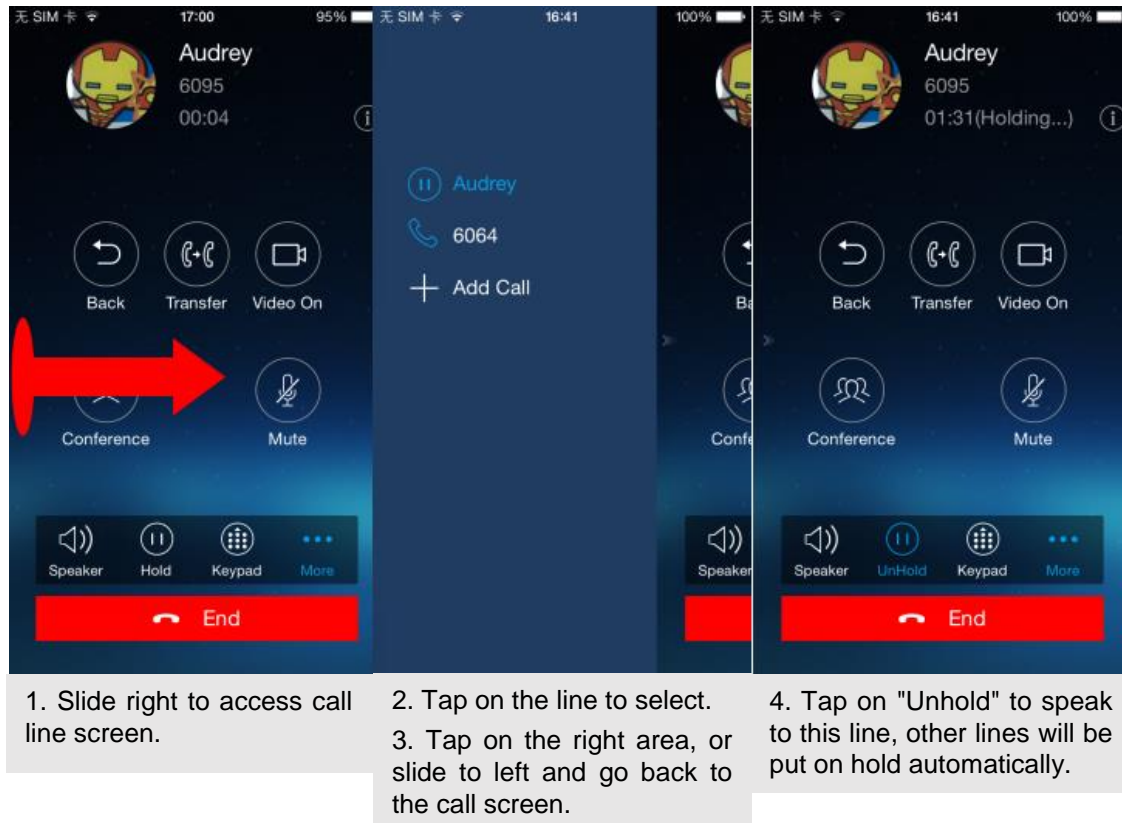 无 SIM 卡 17:00 95%
Audrey
6095
00:04
Back Transfer Video On
Conference Mute
Speaker Hold Keypad More
End
1. Slide right to access call
line screen.
无 SIM 卡 16:41 100%
Audrey
6064
Add Call
Ba
Confe
Speaker
2. Tap on the line to select.
3. Tap on the right area, or
slide to left and go back to
the call screen.
无 SIM 卡 16:41 100%
Audrey
6095
01:31(Holding...)
Back Transfer Video On
Conference Mute
Speaker UnHold Keypad More
End
4. Tap on "Unhold" to speak
to this line, other lines will be
put on hold automatically.